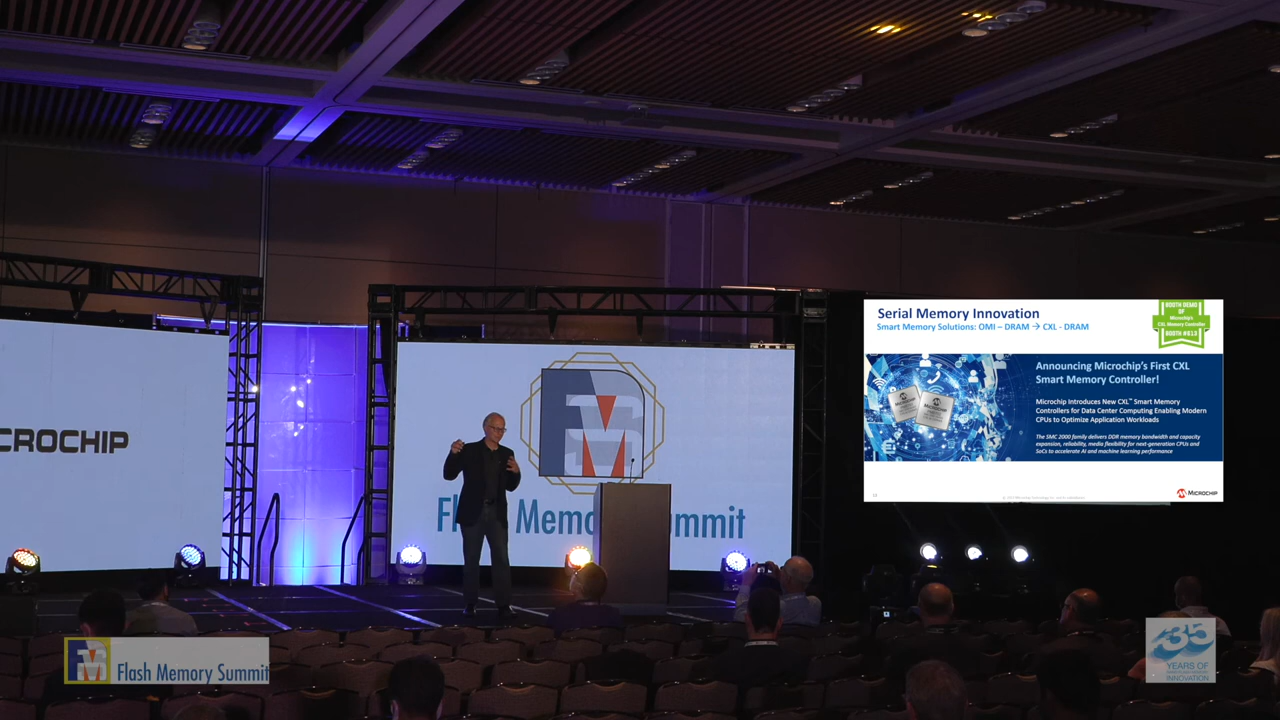 Serial Memory Innovation
Smart Memory Solutions: OMI – DRAM → CXL - DRAM
BOOTH DEMO
OF
Microchip's
CXL Memory Controller
BOOTH #813
Announcing Microchip's First CXL
Smart Memory Controller!
Microchip Introduces New CXL™ Smart Memory
Controllers for Data Center Computing Enabling Modern
CPUs to Optimize Application Workloads
The SMC 2000 family delivers DDR memory bandwidth and capacity
expansion, reliability, media flexibility for next-generation CPUs and
SoCs to accelerate AI and machine learning performance
MICROCHIP
CROCHIP
FMS
Fl Memo Summit
Flash Memory Summit
35
YEARS OF
INNOVATION